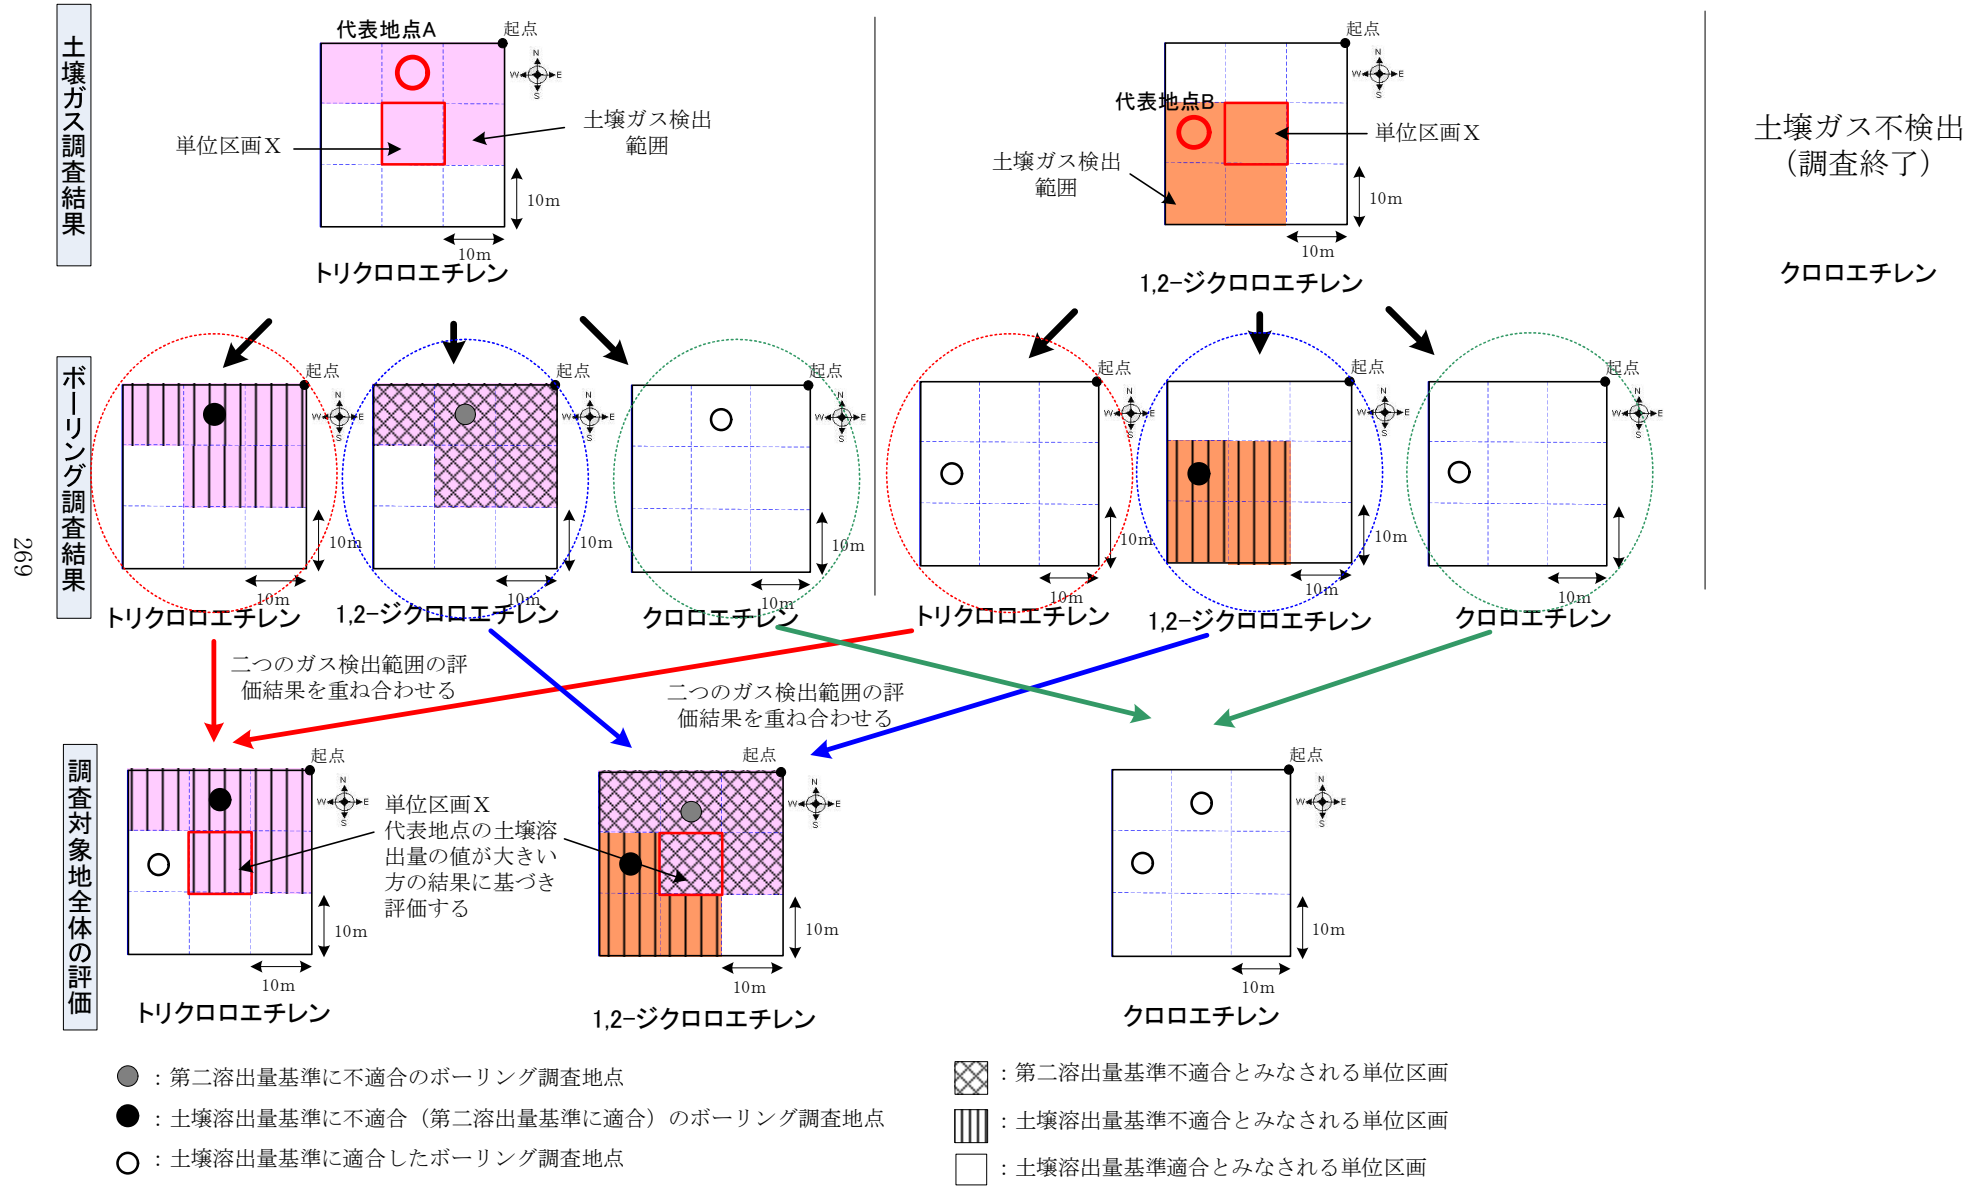 土壌ガス調査結果
代表地点A
起点
N
W E
S
単位区画X
土壌ガス検出
範囲
10m
10m
トリクロロエチレン
起点
N
W E
S
代表地点B
単位区画X
土壌ガス検出
範囲
10m
10m
1,2-ジクロロエチレン
土壌ガス不検出
（調査終了）
クロロエチレン
ボーリング調査結果
起点
N
W E
S
10m
10m
トリクロロエチレン
起点
N
W E
S
10m
10m
1,2-ジクロロエチレン
起点
N
W E
S
10m
10m
クロロエチレン
起点
N
W E
S
10m
10m
トリクロロエチレン
起点
N
W E
S
10m
10m
1,2-ジクロロエチレン
起点
N
W E
S
10m
クロロエチレン
269
二つのガス検出範囲の評
価結果を重ね合わせる
二つのガス検出範囲の評
価結果を重ね合わせる
調査対象地全体の評価
起点
N
W E
S
10m
10m
トリクロロエチレン
単位区画X
代表地点の土壌溶
出量の値が大きい
方の結果に基づき
評価する
起点
N
W E
S
10m
10m
1,2-ジクロロエチレン
起点
N
W E
S
10m
10m
クロロエチレン
：第二溶出量基準に不適合のボーリング調査地点
：土壌溶出量基準に不適合（第二溶出量基準に適合）のボーリング調査地点
：土壌溶出量基準に適合したボーリング調査地点
：第二溶出量基準不適合とみなされる単位区画
：土壌溶出量基準不適合とみなされる単位区画
：土壌溶出量基準適合とみなされる単位区画